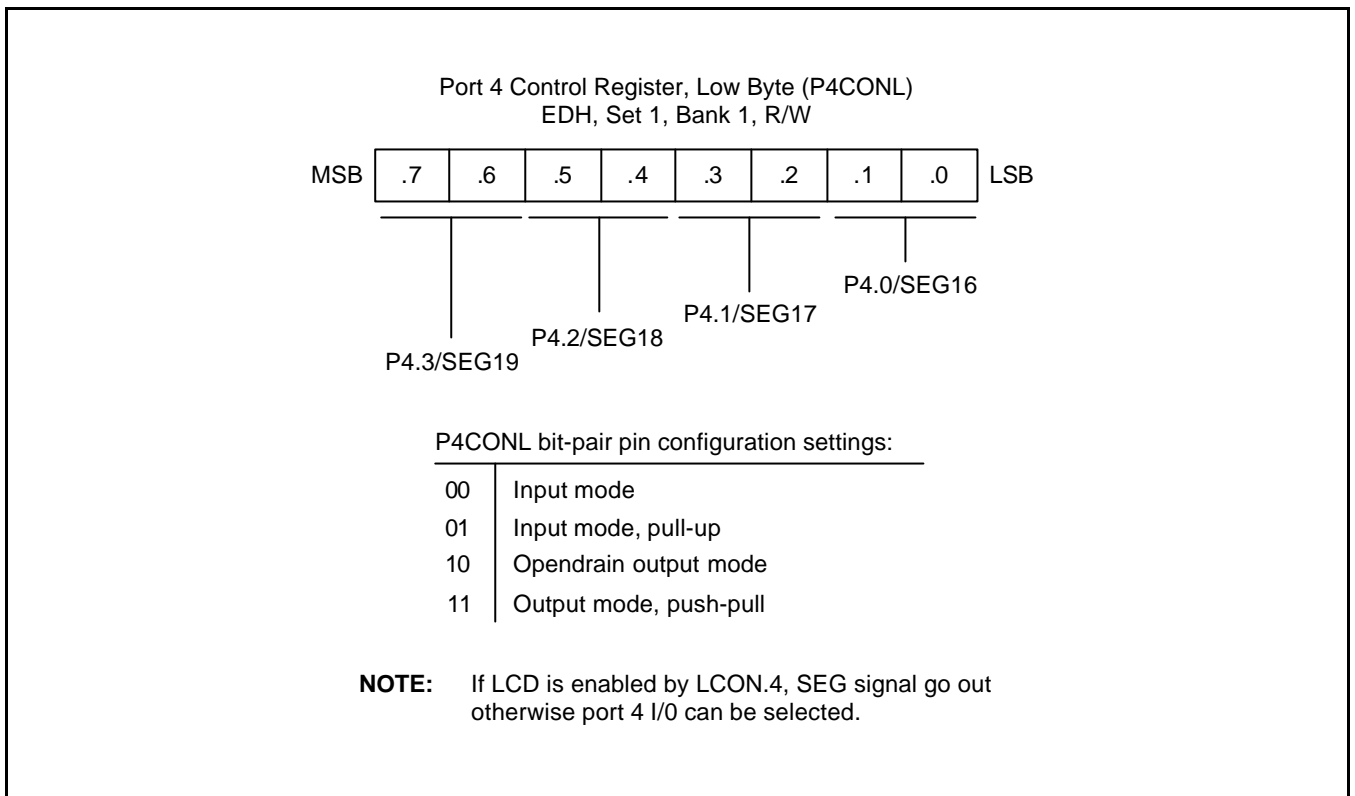 Port 4 Control Register, Low Byte (P4CONL)
EDH, Set 1, Bank 1, R/W
MSB .7 .6 .5 .4 .3 .2 .1 .0 LSB
P4.0/SEG16
P4.1/SEG17
P4.2/SEG18
P4.3/SEG19
P4CONL bit-pair pin configuration settings:
00 Input mode
01 Input mode, pull-up
10 Opendrain output mode
11 Output mode, push-pull
NOTE: If LCD is enabled by LCON.4, SEG signal go out
otherwise port 4 I/0 can be selected.